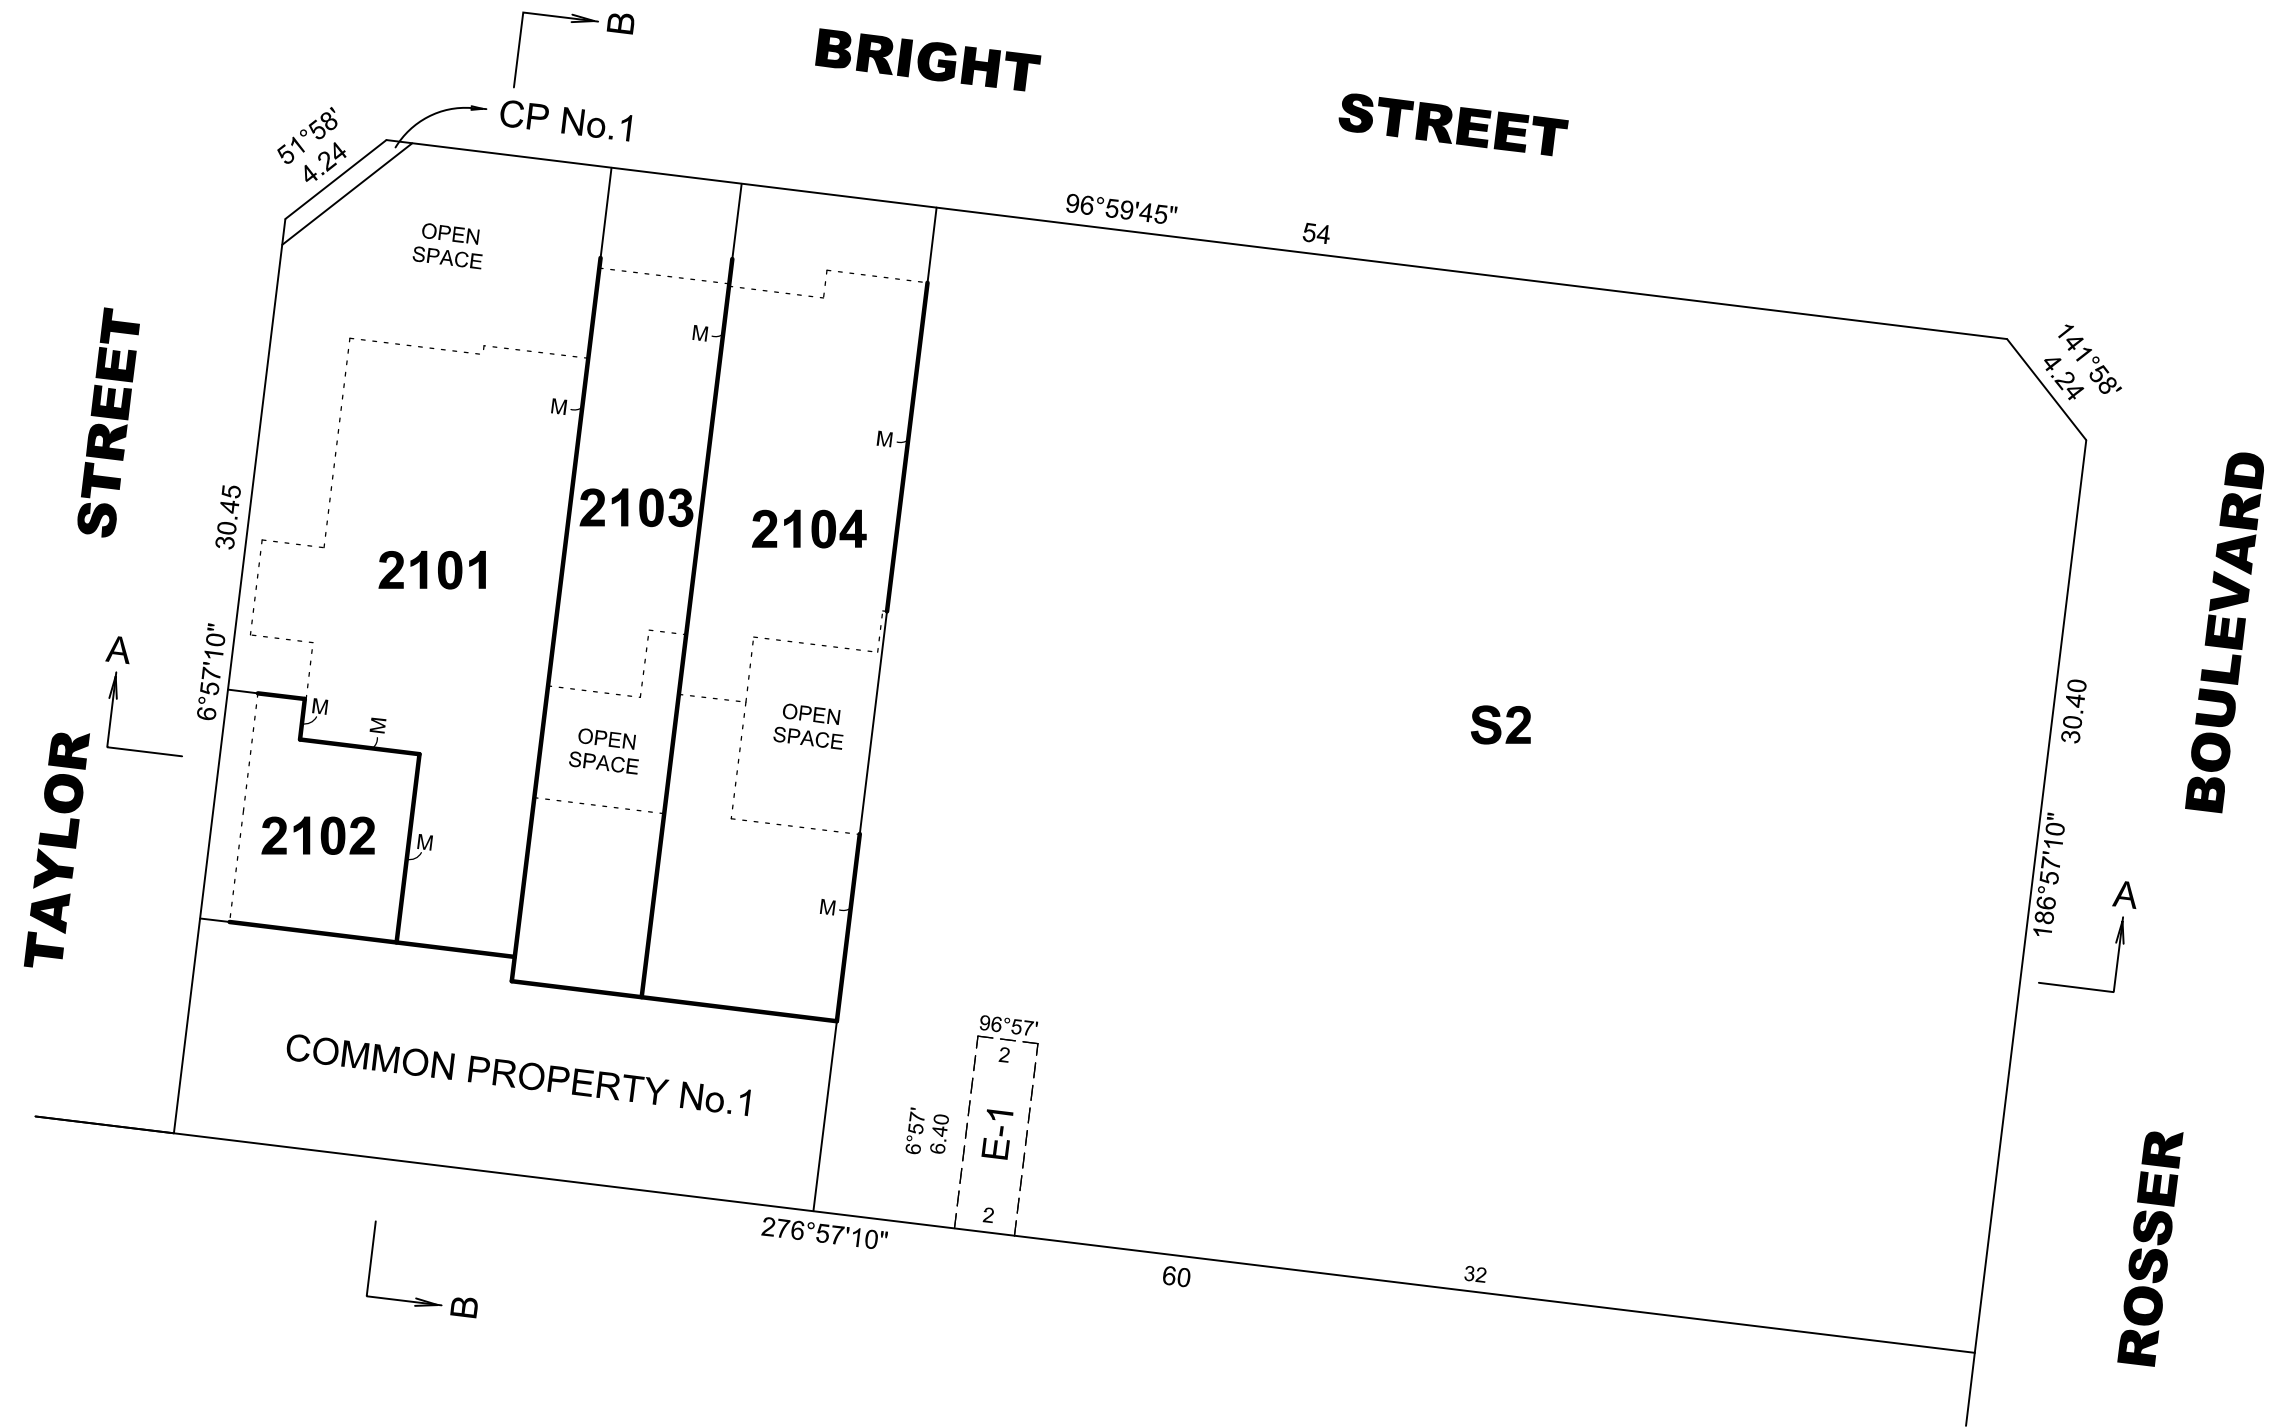 B
BRIGHT STREET
CP No.1
51°58'
4.24
96°59'45"
54
141°58'
4.24
OPEN
SPACE
STREET
30.45
M
M
M
2103
2104
2101
BOULEVARD
A
6°57'10"
S2
30.40
M
M
OPEN
SPACE
OPEN
SPACE
TAYLOR
2102
M
M
186°57'10"
A
COMMON PROPERTY No.1
96°57'
2
6°57'
6.40
E-1
2
276°57'10"
60
32
ROSSER
B